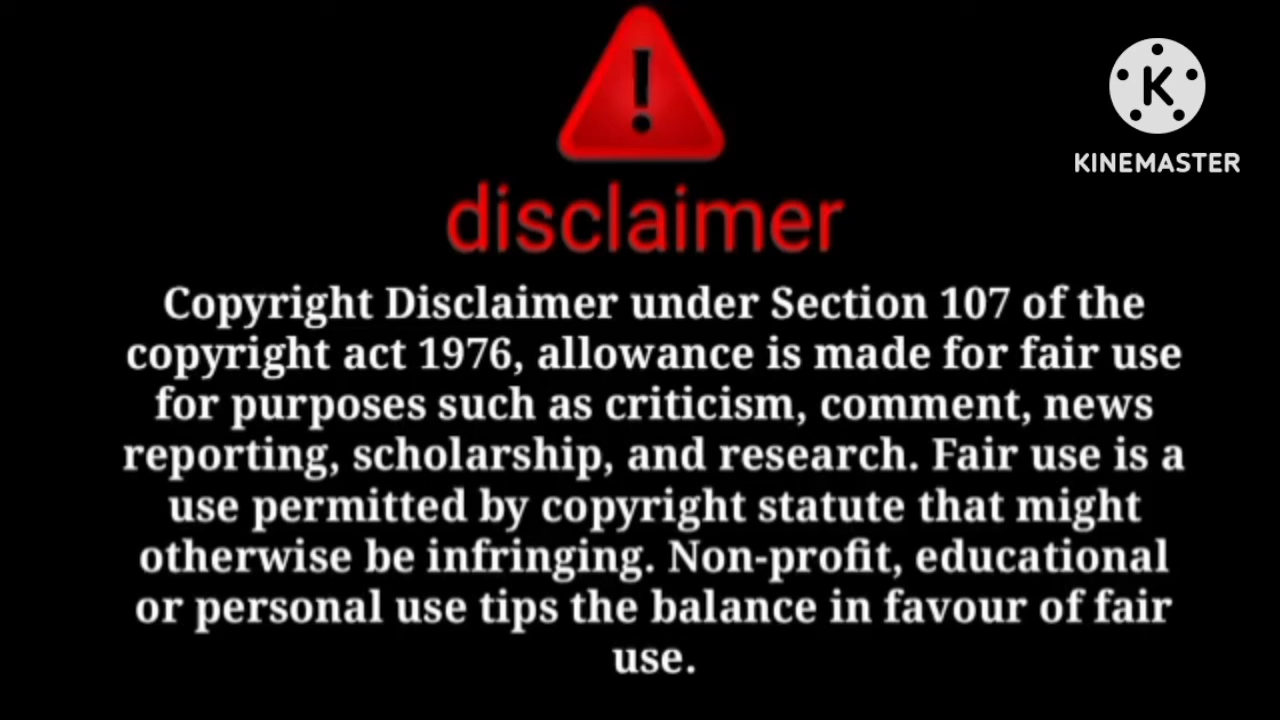 !
K
KINEMASTER
disclaimer
Copyright Disclaimer under Section 107 of the
copyright act 1976, allowance is made for fair use
for purposes such as criticism, comment, news
reporting, scholarship, and research. Fair use is a
use permitted by copyright statute that might
otherwise be infringing. Non-profit, educational
or personal use tips the balance in favour of fair
use.